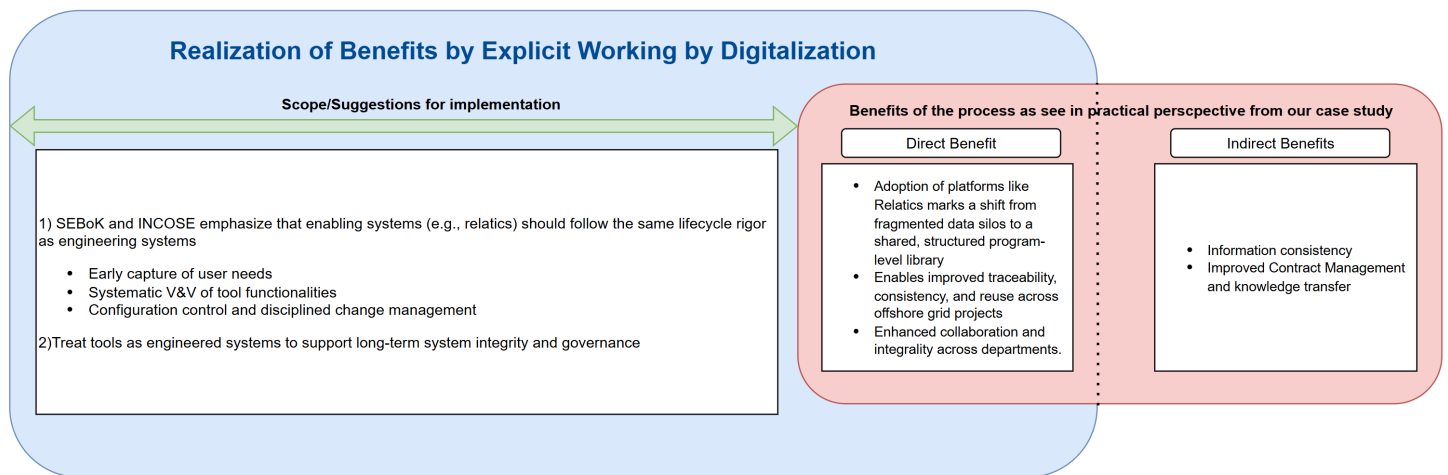 Realization of Benefits by Explicit Working by Digitalization
Scope/Suggestions for implementation
1) SEBoK and INCOSE emphasize that enabling systems (e.g., relatics) should follow the same lifecycle rigor
as engineering systems
• Early capture of user needs
• Systematic V&V of tool functionalities
• Configuration control and disciplined change management
2)Treat tools as engineered systems to support long-term system integrity and governance
Benefits of the process as see in practical perscpective from our case study
Direct Benefit
• Adoption of platforms like
Relatics marks a shift from
fragmented data silos to a
shared, structured program-
level library
• Enables improved traceability,
consistency, and reuse across
offshore grid projects
• Enhanced collaboration and
integrality across departments.
Indirect Benefits
• Information consistency
• Improved Contract Management
and knowledge transfer